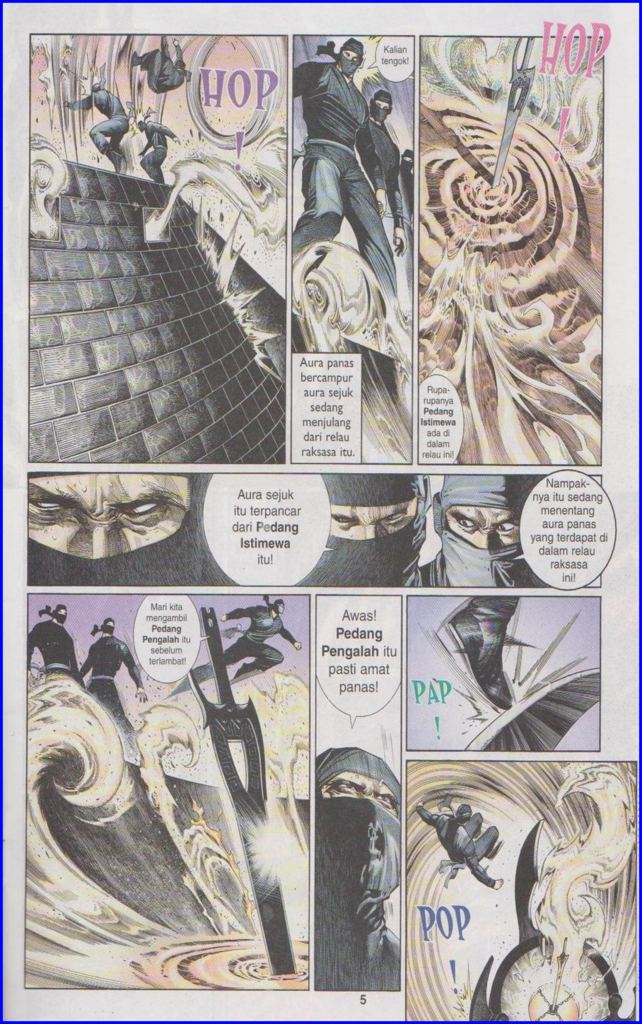 HOP
!
Kalian
tengok!
HOP
!
Aura panas
bercampur
aura sejuk
sedang
menjulang
dari relau
raksasa itu.
Rupa-
rupanya
Pedang
Istimewa
ada di
dalam
relau ini!
Aura sejuk
itu terpancar
dari Pedang
Istimewa
itu!
Nampak-
nya itu sedang
menentang
aura panas
yang terdapat di
dalam relau
raksasa
ini!
Mari kita
mengambil
Pedang
Pengalah itu
sebelum
terlambat!
Awas!
Pedang
Pengalah itu
pasti amat
panas!
PAP
!
POP
!
5